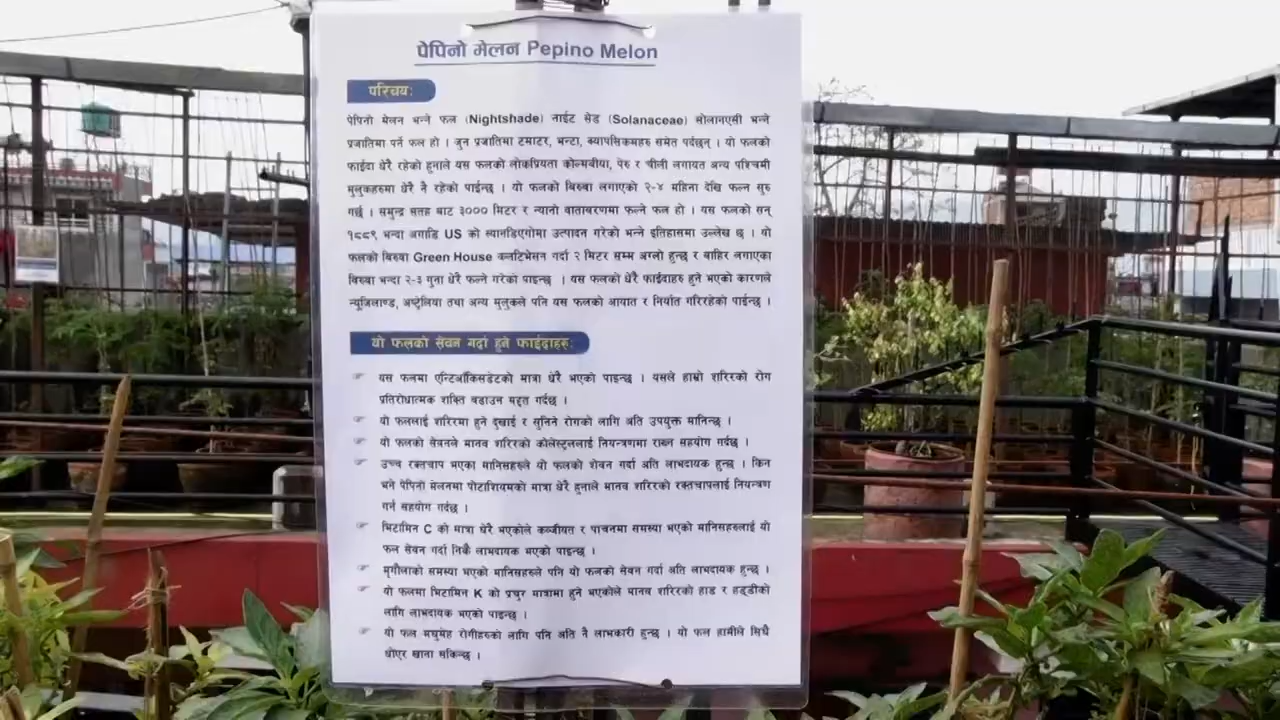 पेपिनो मेलन Pepino Melon
परिचय:
पेपिनो मेलन भन्ने फल (Nightshade) नाईट सेड (Solanaceae) सोलानएसी भन्ने
प्रजातिमा पर्ने फल हो । जुन प्रजातिमा टमाटर, भन्टा, क्यापसिकमहरु समेत पर्दछन् । यो फलको
फाईदा धेरै रहेको हुनाले यस फलको लोकप्रियता कोल्मबीया, पेरु र चीली लगायत अन्य पश्चिमी
मुलुकहरुमा धेरै नै रहेको पाईन्छ । यो फलको बिरुवा लगाएको २-४ महिना देखि फल्न सुरु
गर्छ । समुन्द्र सतह बाट ३००० मिटर र न्यानो वातावरणमा फल्ने फल हो । यस फलको सन्
१८८९ भन्दा अगाडि US को स्यानडिएगोमा उत्पादन गरेको भन्ने इतिहासमा उल्लेख छ । यो
फलको बिरुवा Green House कलटिभेसन गर्दा २ मिटर सम्म अग्लो हुन्छ र बाहिर लगाएका
बिरुवा भन्दा २-३ गुना धेरै फल्ने गरेको पाइन्छ । यस फलको धेरै फाईदाहरु हुने भएको कारणले
न्यूजिलाण्ड, अष्ट्रेलिया तथा अन्य मुलुकले पनि यस फलको आयात र निर्यात गरिरहेको पाईन्छ ।
यो फलको सेवन गर्दा हुने फाईदाहरु:
यस फलमा एन्टिअक्सिडेटको मात्रा धेरै भएको पाइन्छ । यसले हाम्रो शरिरको रोग
प्रतिरोधात्मक शक्ति बढाउन मद्दत गर्दछ ।
यो फललाई शरिरमा हुने दुखाई र सुनिने रोगको लागि अति उपयुक्त मानिन्छ ।
यो फलको सेवनले मानव शरिरको कोलेस्ट्रललाई नियन्त्रणमा राख्न सहयोग गर्दछ ।
उच्च रक्तचाप भएका मानिसहरुले यो फलको शेवन गर्दा अति लाभदायक हुन्छ । किन
भने पेपिनो मेलनमा पोटाशियमको मात्रा धेरै हुनाले मानव शरिरको रक्तचापलाई नियन्त्रण
गर्न सहयोग गर्दछ ।
भिटामिन C को मात्रा धेरै भएकोले कब्जीयत र पाचनमा समस्या भएको मानिसहरुलाई यो
फल सेवन गर्दा निकै लाभदायक भएको पाइन्छ ।
मृगौलाको समस्या भएको मानिसहरुले पनि यो फलको सेवन गर्दा अति लाभदायक हुन्छ ।
यो फलमा भिटामिन K को प्रचुर मात्रामा हुने भएकोले मानव शरिरको हाड र हड्डीको
लागि लाभदायक भएको पाइन्छ ।
यो फल मधुमेह रोगीहरुको लागि पनि अति नै लाभकारी हुन्छ । यो फल हामीले सिधै
धोएर खाना सकिन्छ ।